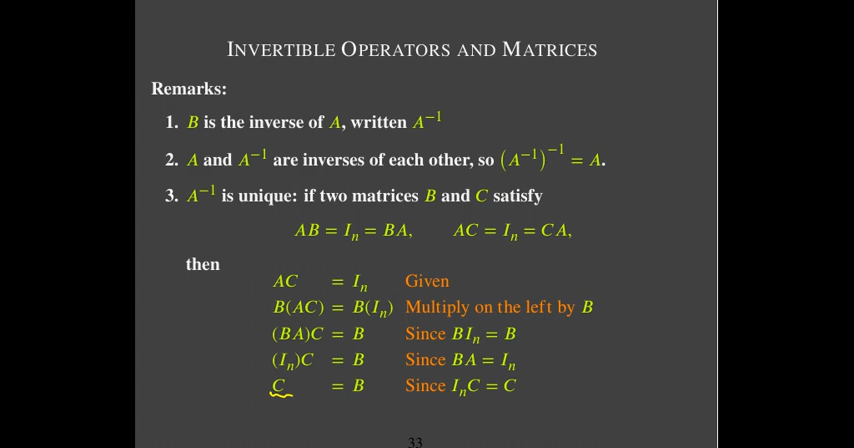 INVERTIBLE OPERATORS AND MATRICES
Remarks:
1. B is the inverse of A, written A⁻¹
2. A and A⁻¹ are inverses of each other, so (A⁻¹)⁻¹ = A.
3. A⁻¹ is unique: if two matrices B and C satisfy
AB = Iₙ = BA, AC = Iₙ = CA,
then
AC = Iₙ Given
B(AC) = B(Iₙ) Multiply on the left by B
(BA)C = B Since BIₙ = B
(Iₙ)C = B Since BA = Iₙ
C = B Since IₙC = C
33